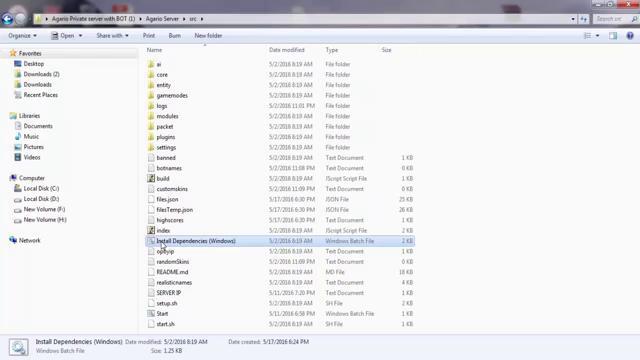 Agario Private server with BOT (1) ▸ Agario Server ▸ src ▸
Search src
Organize Open Share with Print Burn New folder
Favorites
Desktop
Downloads (2)
Downloads
Recent Places
Libraries
Documents
Music
Pictures
Videos
Computer
Local Disk (C:)
Local Disk (D:)
New Volume (F:)
New Volume (H:)
Network
Name Date modified Type Size
ai 5/2/2016 8:19 AM File folder
core 5/2/2016 8:19 AM File folder
entity 5/2/2016 8:19 AM File folder
gamemodes 5/2/2016 8:19 AM File folder
logs 5/2/2016 11:01 PM File folder
modules 5/2/2016 8:19 AM File folder
packet 5/2/2016 8:19 AM File folder
plugins 5/2/2016 8:19 AM File folder
settings 5/2/2016 8:19 AM File folder
banned 5/2/2016 8:19 AM Text Document 1 KB
botnames 5/2/2016 11:08 PM Text Document 0 KB
build 5/2/2016 8:19 AM JScript Script File 2 KB
customskins 5/2/2016 8:19 AM Text Document 0 KB
files.json 5/17/2016 6:25 PM JSON File 25 KB
filesTemp.json 5/17/2016 6:25 PM JSON File 26 KB
highscores 5/17/2016 6:25 PM Text Document 1 KB
index 5/2/2016 8:19 AM JScript Script File 2 KB
Install Dependencies (Windows) 5/2/2016 8:19 AM Windows Batch File 2 KB
5/2/2016 8:19 AM Text Document 0 KB
randomSkins 5/2/2016 11:09 PM Text Document 0 KB
README.md 5/2/2016 8:19 AM MD File 18 KB
realisticnames 5/2/2016 8:19 AM Text Document 1 KB
SERVER IP 5/11/2016 7:20 PM Text Document 1 KB
setup.sh 5/2/2016 8:19 AM SH File 2 KB
Start 5/11/2016 6:58 PM Windows Batch File 1 KB
start.sh 5/2/2016 8:19 AM SH File 1 KB
Install Dependencies (Windows) Date modified: 5/2/2016 8:19 AM Date created: 5/17/2016 6:24 PM
Windows Batch File Size: 1.25 KB